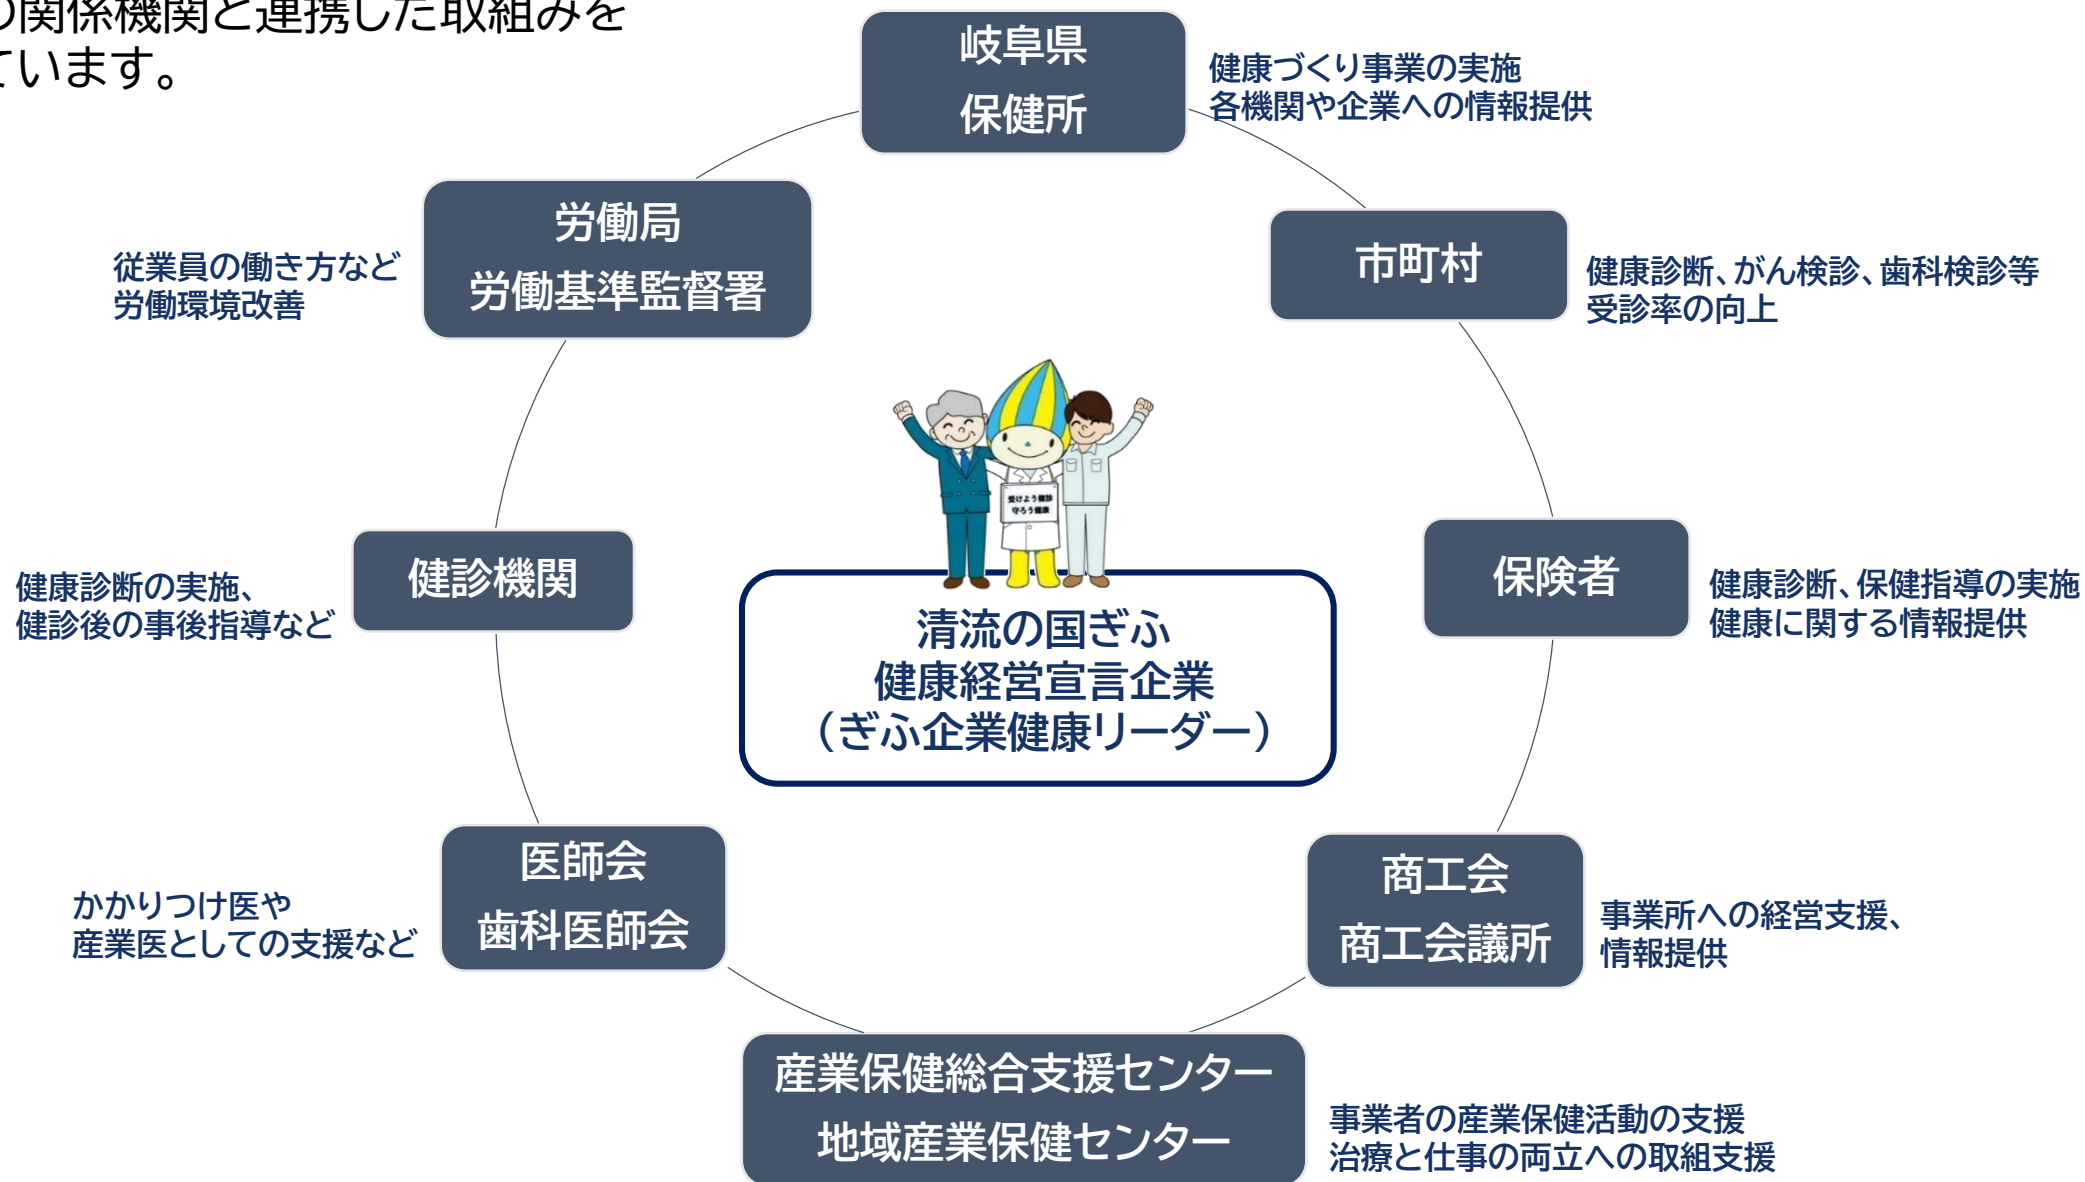 の関係機関と連携した取組みを
ています。
岐阜県
保健所
健康づくり事業の実施
各機関や企業への情報提供
労働局
労働基準監督署
従業員の働き方など
労働環境改善
市町村
健康診断、がん検診、歯科検診等
受診率の向上
受けよう健診
守ろう健康
健診機関
健康診断の実施、
健診後の事後指導など
保険者
健康診断、保健指導の実施
健康に関する情報提供
清流の国ぎふ
健康経営宣言企業
（ぎふ企業健康リーダー）
医師会
歯科医師会
かかりつけ医や
産業医としての支援など
商工会
商工会議所
事業所への経営支援、
情報提供
産業保健総合支援センター
地域産業保健センター
事業者の産業保健活動の支援
治療と仕事の両立への取組支援